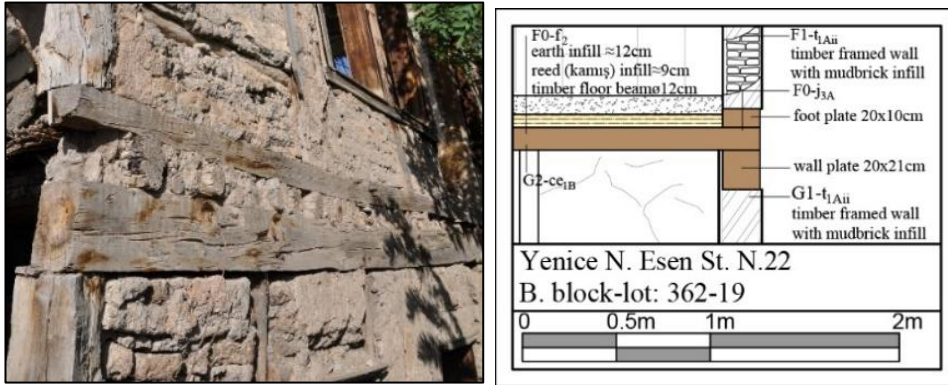 F0-f₂
earth infill ≈12cm
reed (kamış) infill≈9cm
timber floor beamø12cm
G2-ce₁B
F1-t₁Aii
timber framed wall
with mudbrick infill
F0-j₃A
foot plate 20x10cm
wall plate 20x21cm
G1-t₁Aii
timber framed wall
with mudbrick infill
Yenice N. Esen St. N.22
B. block-lot: 362-19
0 0.5m 1m 2m